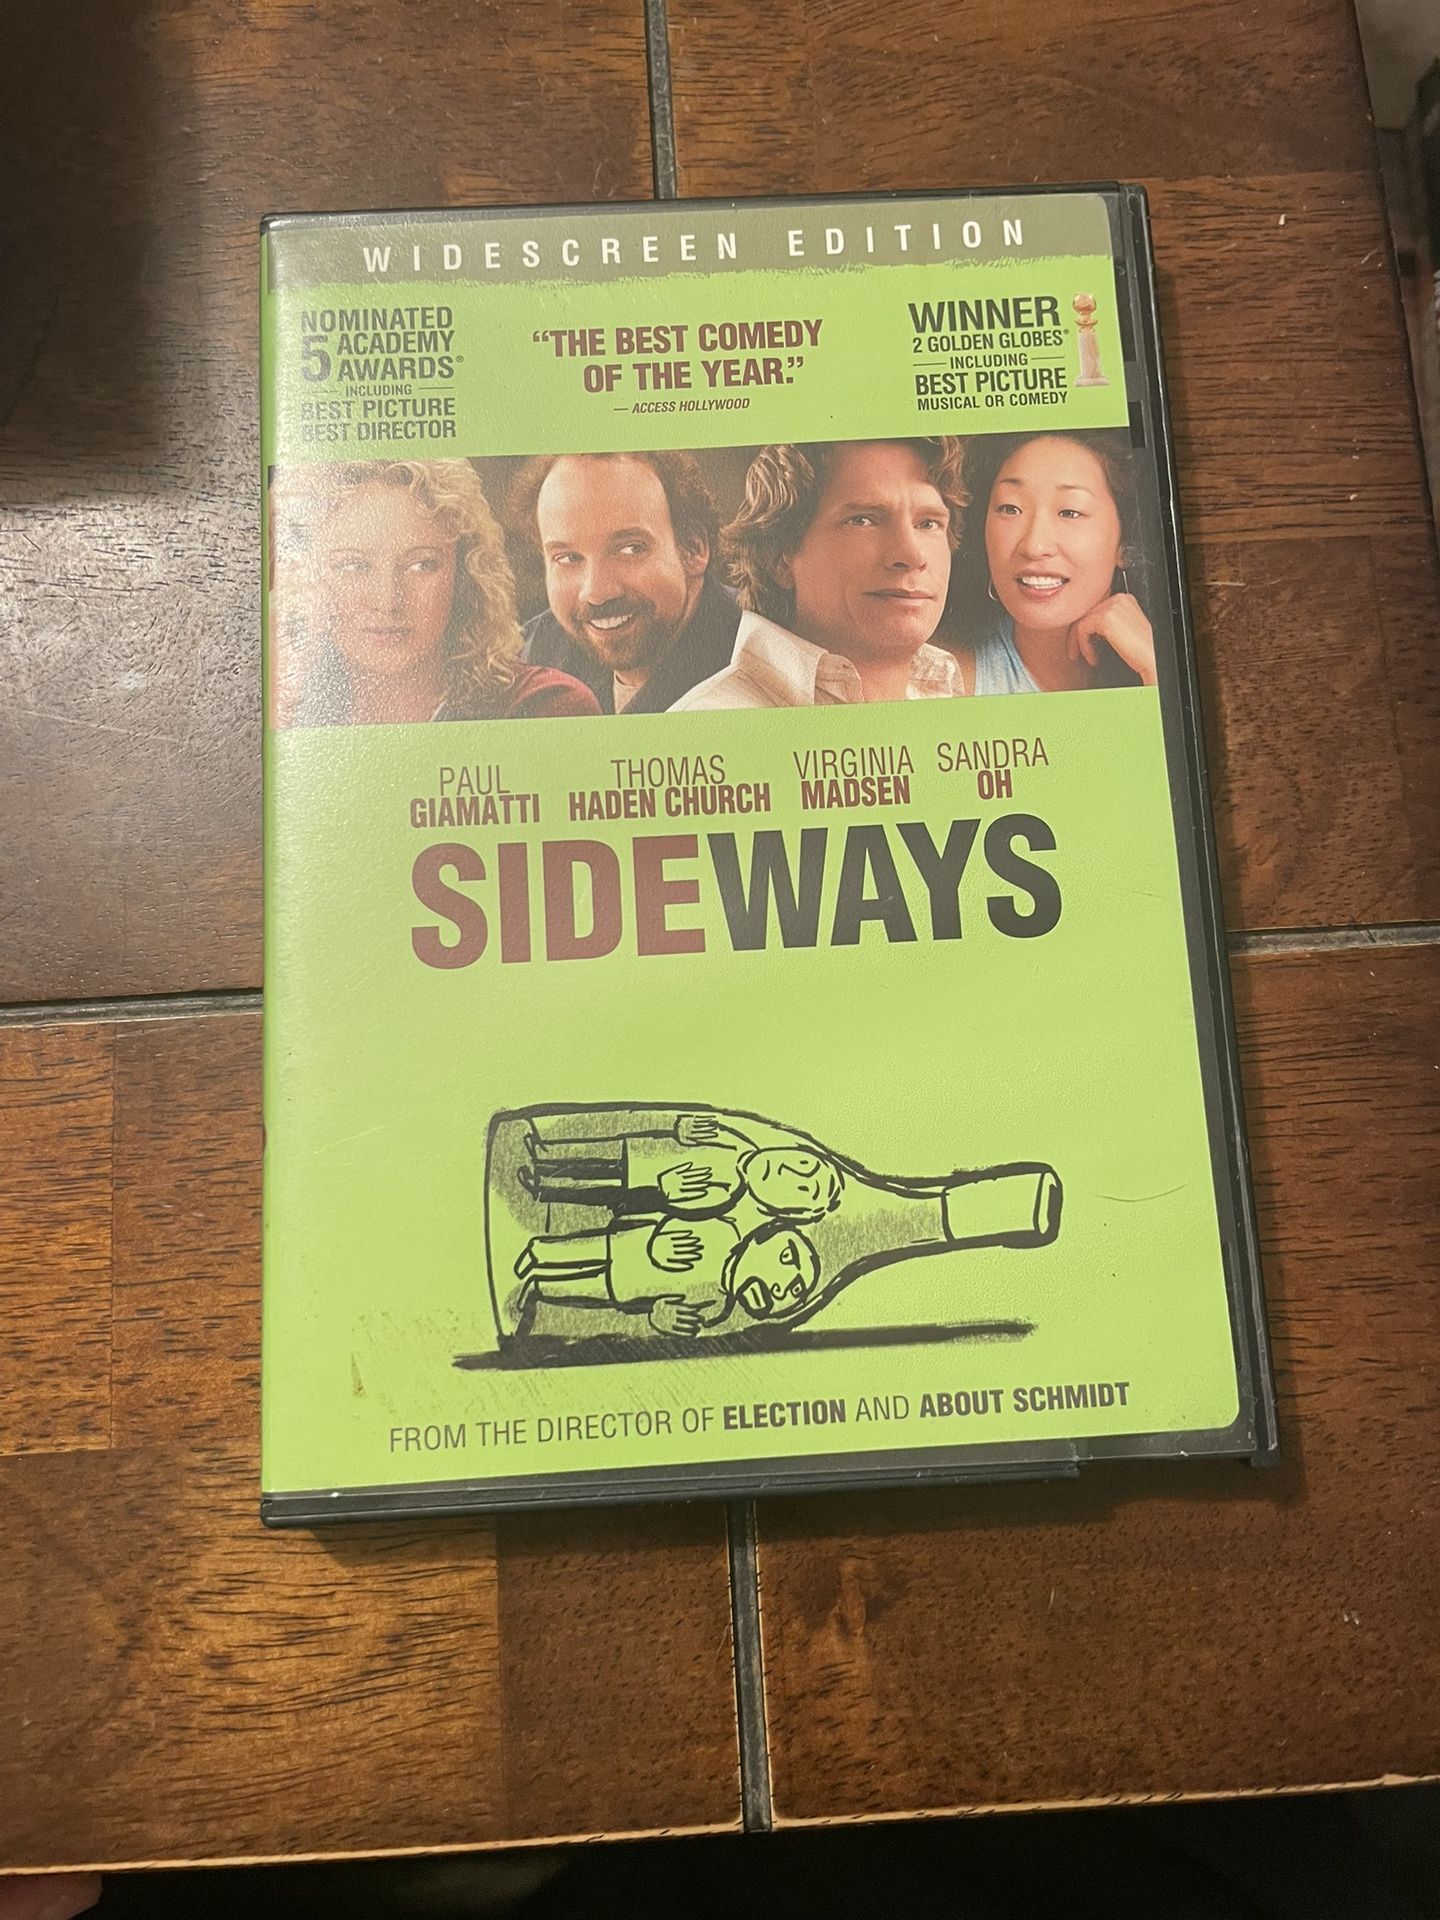 WIDESCREEN EDITION
NOMINATED
5 ACADEMY
AWARDS®
INCLUDING
BEST PICTURE
BEST DIRECTOR
“THE BEST COMEDY
OF THE YEAR.”
— ACCESS HOLLYWOOD
WINNER
2 GOLDEN GLOBES®
INCLUDING
BEST PICTURE
MUSICAL OR COMEDY
PAUL
GIAMATTI
THOMAS
HADEN CHURCH
VIRGINIA
MADSEN
SANDRA
OH
SIDEWAYS
FROM THE DIRECTOR OF ELECTION AND ABOUT SCHMIDT